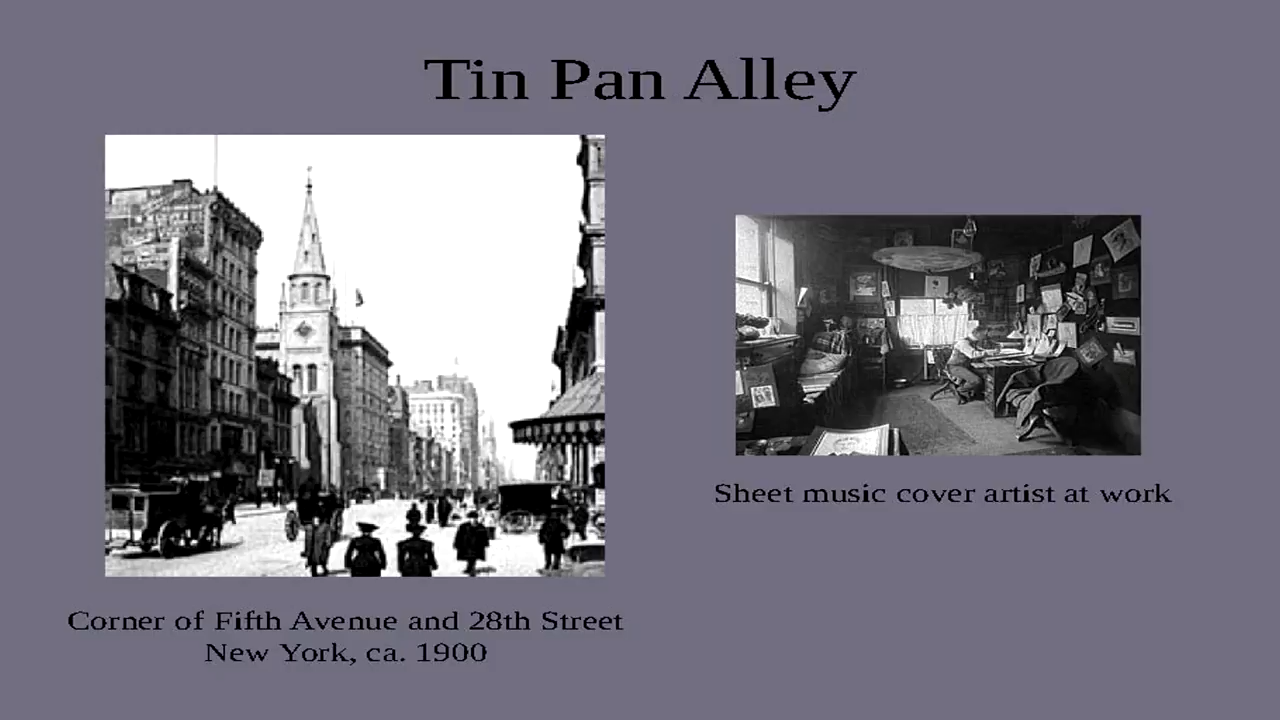 Tin Pan Alley
Sheet music cover artist at work
Corner of Fifth Avenue and 28th Street
New York, ca. 1900